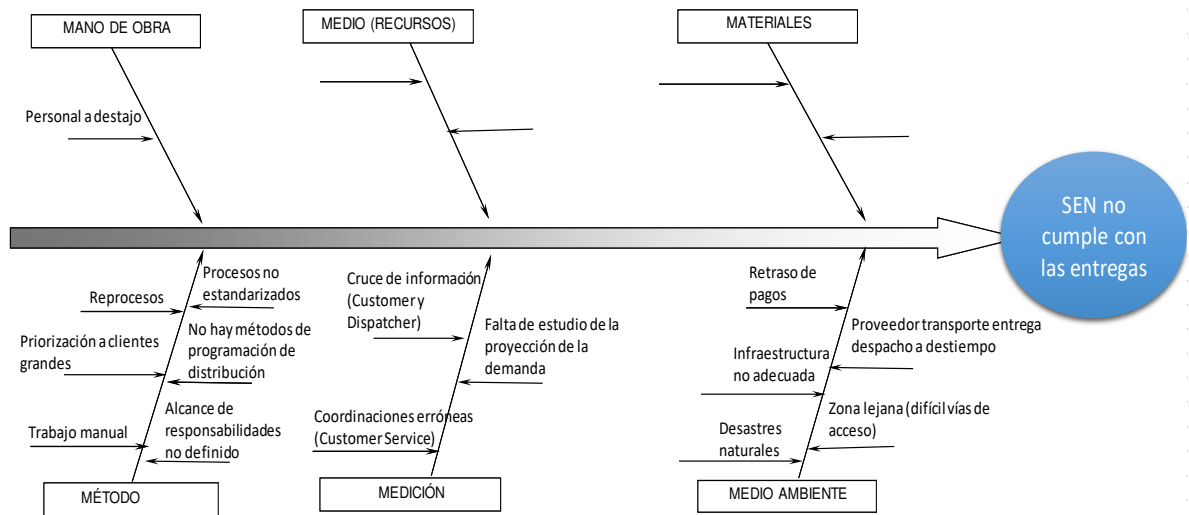 MANO DE OBRA
MEDIO (RECURSOS)
MATERIALES
Personal a destajo
SEN no
cumple con
las entregas
Procesos no
estandarizados
Reprocesos
Priorización a clientes
grandes
No hay métodos de
programación de
distribución
Trabajo manual
Alcance de
responsabilidades
no definido
MÉTODO
Cruce de información
(Customer y
Dispatcher)
Falta de estudio de la
proyección de la
demanda
Coordinaciones erróneas
(Customer Service)
MEDICIÓN
Retraso de
pagos
Proveedor transporte entrega
despacho a destiempo
Infraestructura
no adecuada
Zona lejana (difícil vías de
acceso)
Desastres
naturales
MEDIO AMBIENTE